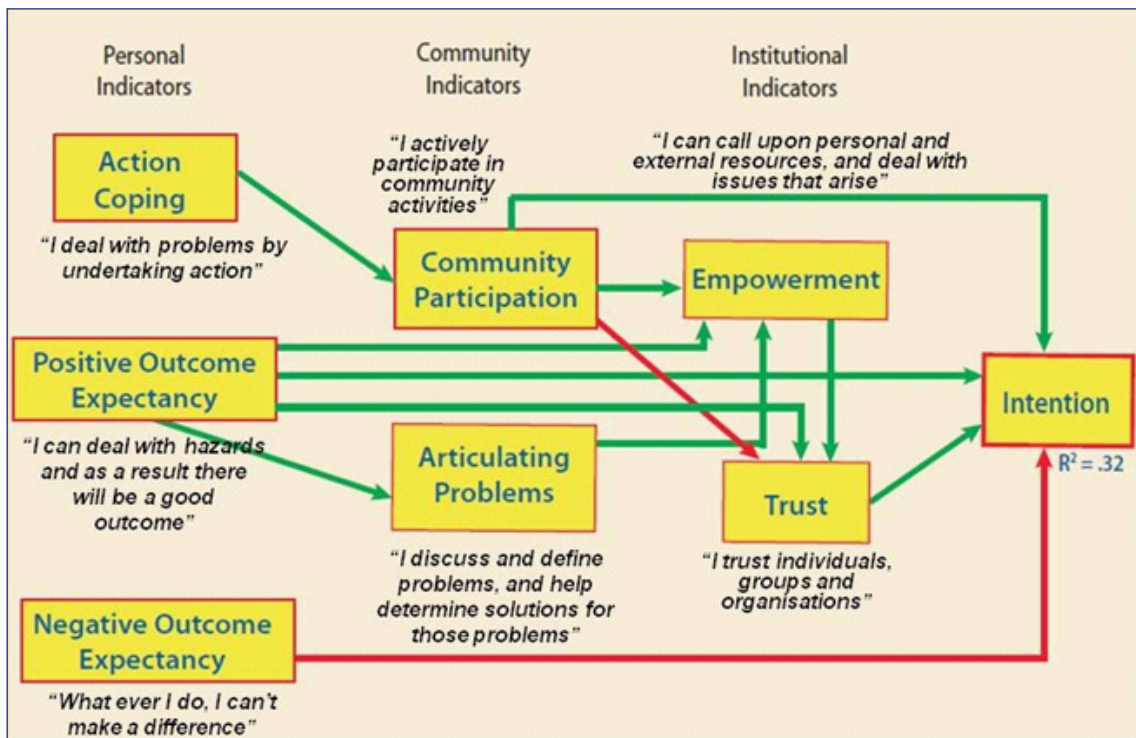 Personal
Indicators
Community
Indicators
Institutional
Indicators
Action
Coping
“I deal with problems by
undertaking action”
“I actively
participate in
community
activities”
“I can call upon personal and
external resources, and deal with
issues that arise”
Community
Participation
Empowerment
Positive Outcome
Expectancy
“I can deal with hazards
and as a result there
will be a good
outcome”
Articulating
Problems
“I discuss and define
problems, and help
determine solutions for
those problems”
Trust
“I trust individuals,
groups and
organisations”
Intention
R² = .32
Negative Outcome
Expectancy
“What ever I do, I can’t
make a difference”